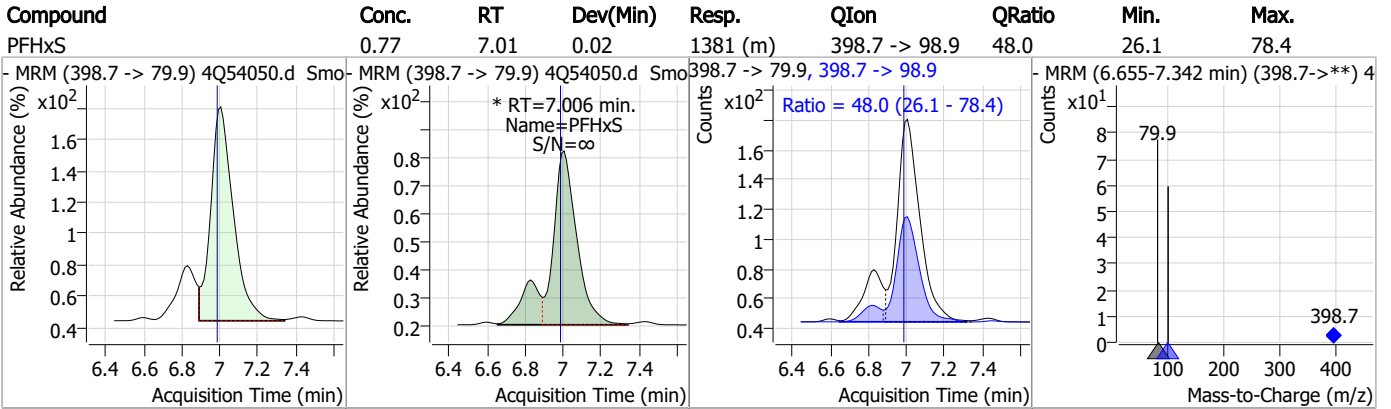 Compound Conc. RT Dev(Min) Resp. QIon QRatio Min. Max.
PFHxS 0.77 7.01 0.02 1381 (m) 398.7 -> 98.9 48.0 26.1 78.4
- MRM (398.7 -> 79.9) 4Q54050.d Smo
Relative Abundance (%)
x10²
1.6
1.4
1.2
1
0.8
0.6
0.4
6.4 6.6 6.8 7 7.2 7.4
Acquisition Time (min)
- MRM (398.7 -> 79.9) 4Q54050.d Smo
Relative Abundance (%)
x10²
* RT=7.006 min.
Name=PFHxS
S/N=∞
0.8
0.7
0.6
0.5
0.4
0.3
0.2
6.4 6.6 6.8 7 7.2 7.4
Acquisition Time (min)
398.7 -> 79.9, 398.7 -> 98.9
Counts
x10²
Ratio = 48.0 (26.1 - 78.4)
1.6
1.4
1.2
1
0.8
0.6
0.4
6.4 6.6 6.8 7 7.2 7.4
Acquisition Time (min)
- MRM (6.655-7.342 min) (398.7->**) 4
Counts
x10¹
79.9
8
7
6
5
4
3
2
1
0
398.7
100 200 300 400
Mass-to-Charge (m/z)